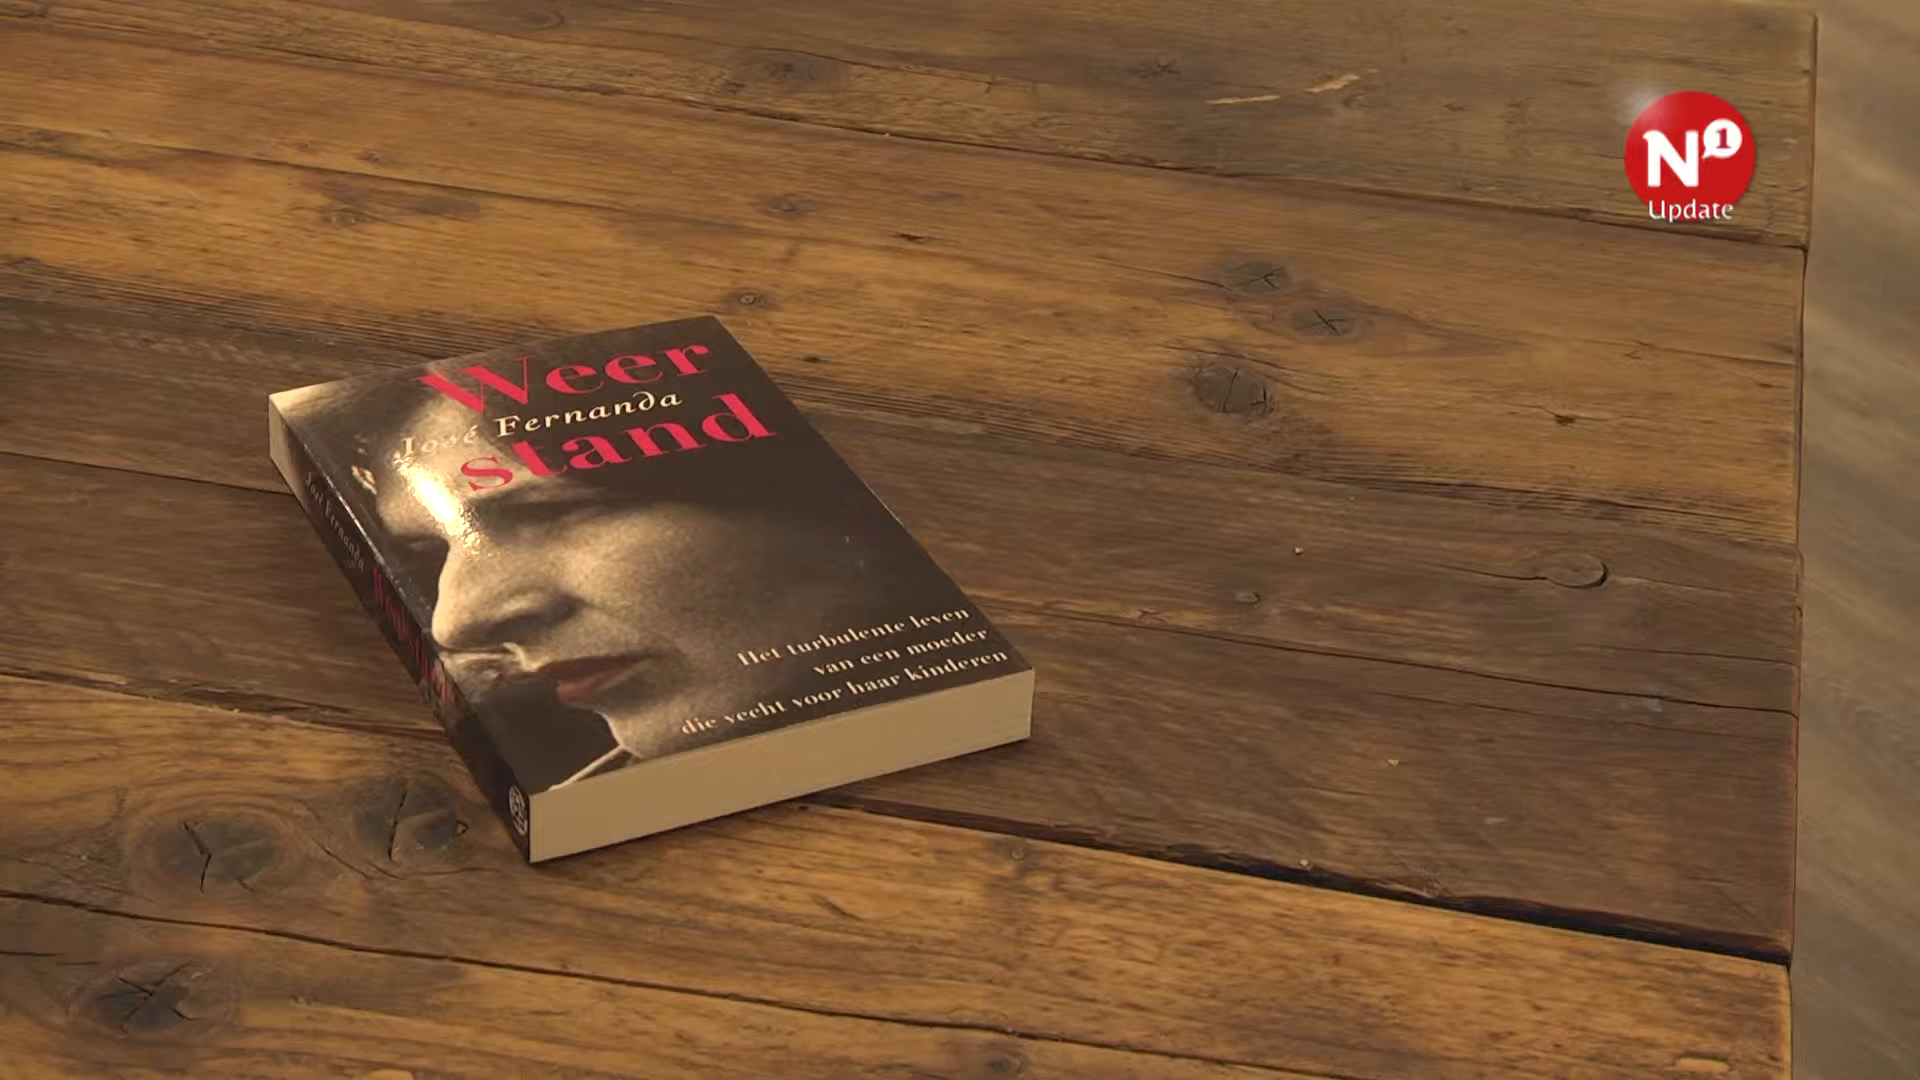 Weer
José Fernanda
stand
Het turbulente leven
van een moeder
die vecht voor haar kinderen
José Fernanda
Weerstand
N1
Update